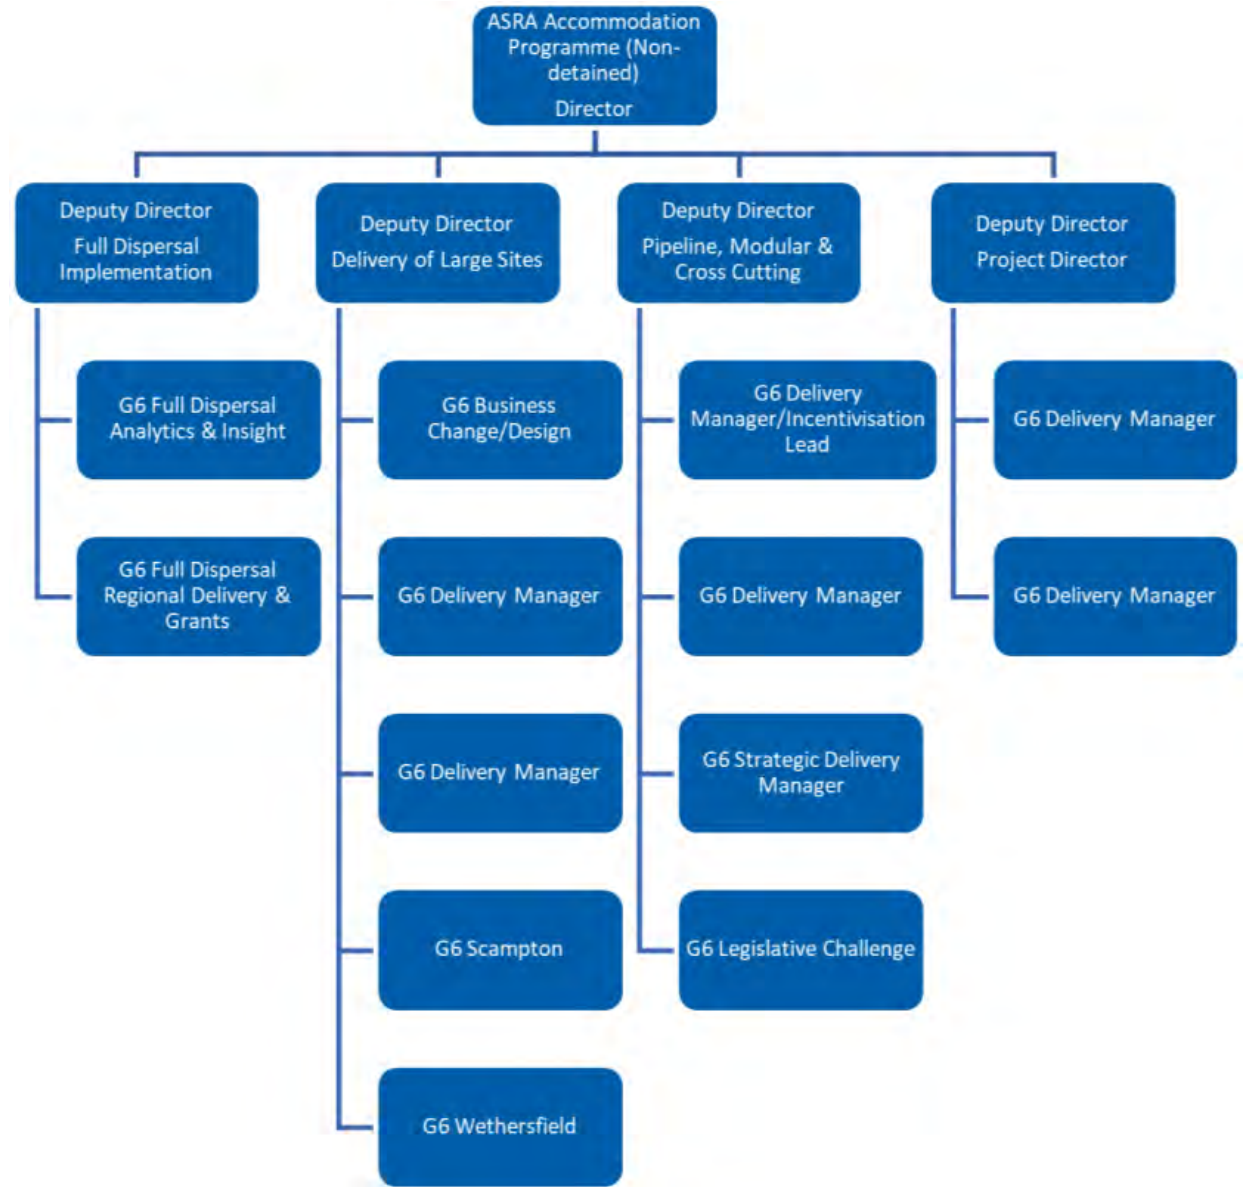 ASRA Accommodation
Programme (Non-
detained)
Director
Deputy Director
Full Dispersal
Implementation
G6 Full Dispersal
Analytics & Insight
G6 Full Dispersal
Regional Delivery &
Grants
Deputy Director
Delivery of Large Sites
G6 Business
Change/Design
G6 Delivery Manager
G6 Delivery Manager
G6 Scampton
G6 Wethersfield
Deputy Director
Pipeline, Modular &
Cross Cutting
G6 Delivery
Manager/Incentivisation
Lead
G6 Delivery Manager
G6 Strategic Delivery
Manager
G6 Legislative Challenge
Deputy Director
Project Director
G6 Delivery Manager
G6 Delivery Manager